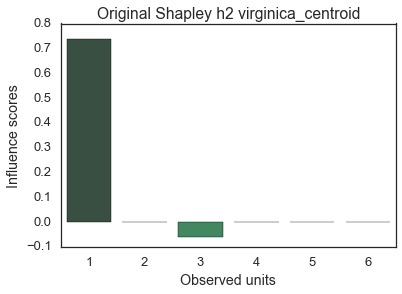 Original Shapley h2 virginica_centroid
Influence scores
0.8
0.7
0.6
0.5
0.4
0.3
0.2
0.1
0.0
−0.1
1 2 3 4 5 6
Observed units